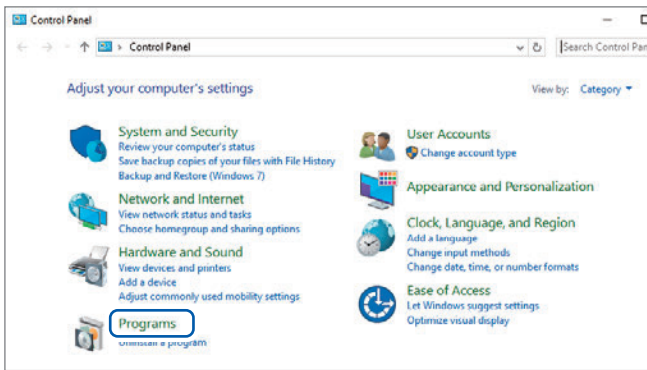 Control Panel
Control Panel
Search Control Pan
Adjust your computer's settings
View by: Category
System and Security
Review your computer's status
Save backup copies of your files with File History
Backup and Restore (Windows 7)
Network and Internet
View network status and tasks
Choose homegroup and sharing options
Hardware and Sound
View devices and printers
Add a device
Adjust commonly used mobility settings
Programs
Uninstall a program
User Accounts
Change account type
Appearance and Personalization
Clock, Language, and Region
Add a language
Change input methods
Change date, time, or number formats
Ease of Access
Let Windows suggest settings
Optimize visual display